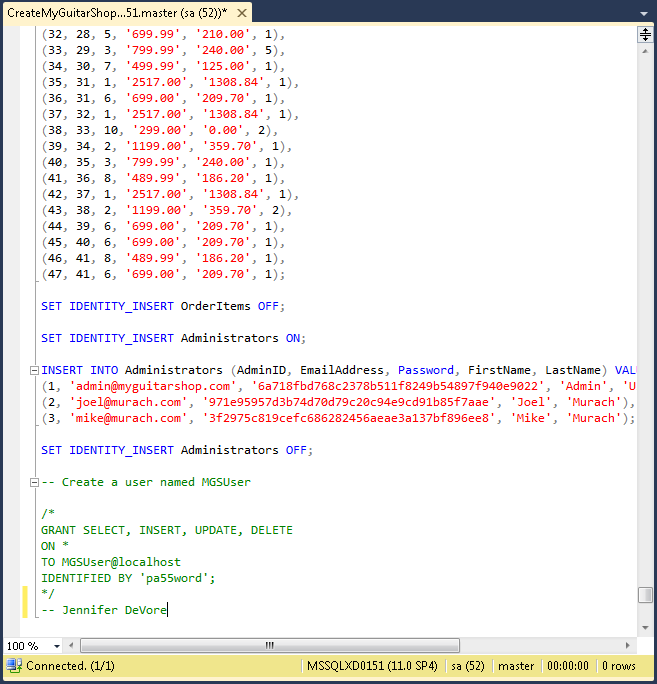 CreateMyGuitarShop...51.master (sa (52))*
(32, 28, 5, '699.99', '210.00', 1),
(33, 29, 3, '799.99', '240.00', 5),
(34, 30, 7, '499.99', '125.00', 1),
(35, 31, 1, '2517.00', '1308.84', 1),
(36, 31, 6, '699.00', '209.70', 1),
(37, 32, 1, '2517.00', '1308.84', 1),
(38, 33, 10, '299.00', '0.00', 2),
(39, 34, 2, '1199.00', '359.70', 1),
(40, 35, 3, '799.99', '240.00', 1),
(41, 36, 8, '489.99', '186.20', 1),
(42, 37, 1, '2517.00', '1308.84', 1),
(43, 38, 2, '1199.00', '359.70', 2),
(44, 39, 6, '699.00', '209.70', 1),
(45, 40, 6, '699.00', '209.70', 1),
(46, 41, 8, '489.99', '186.20', 1),
(47, 41, 6, '699.00', '209.70', 1);
SET IDENTITY_INSERT OrderItems OFF;
SET IDENTITY_INSERT Administrators ON;
INSERT INTO Administrators (AdminID, EmailAddress, Password, FirstName, LastName) VALU
(1, 'admin@myguitarshop.com', '6a718fbd768c2378b511f8249b54897f940e9022', 'Admin', 'U
(2, 'joel@murach.com', '971e95957d3b74d70d79c20c94e9cd91b85f7aae', 'Joel', 'Murach'),
(3, 'mike@murach.com', '3f2975c819cefc686282456aeae3a137bf896ee8', 'Mike', 'Murach');
SET IDENTITY_INSERT Administrators OFF;
-- Create a user named MGSUser
/*
GRANT SELECT, INSERT, UPDATE, DELETE
ON *
TO MGSUser@localhost
IDENTIFIED BY 'pa55word';
*/
-- Jennifer DeVore
100 %
Connected. (1/1) MSSQLXD0151 (11.0 SP4) sa (52) master 00:00:00 0 rows